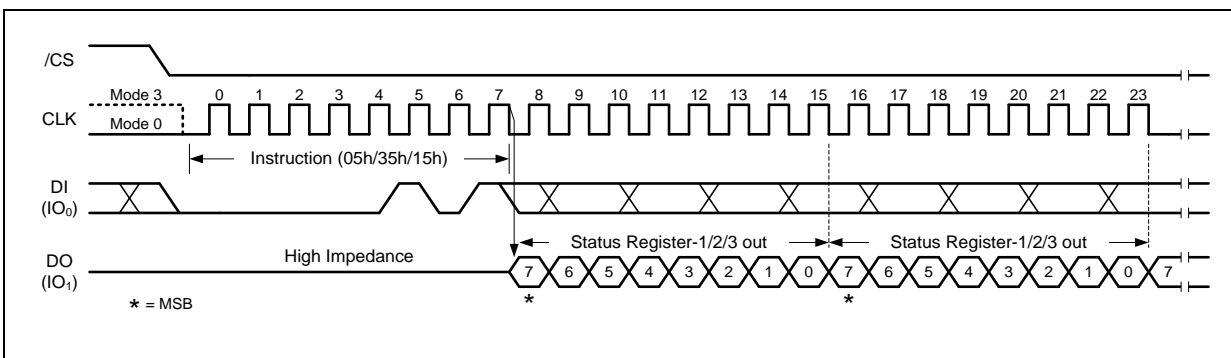 /CS
Mode 3
0 1 2 3 4 5 6 7 8 9 10 11 12 13 14 15 16 17 18 19 20 21 22 23
CLK
Mode 0
Instruction (05h/35h/15h)
DI
(IO₀)
Status Register-1/2/3 out Status Register-1/2/3 out
High Impedance
DO
(IO₁)
7 6 5 4 3 2 1 0 7 6 5 4 3 2 1 0 7
* *
* = MSB